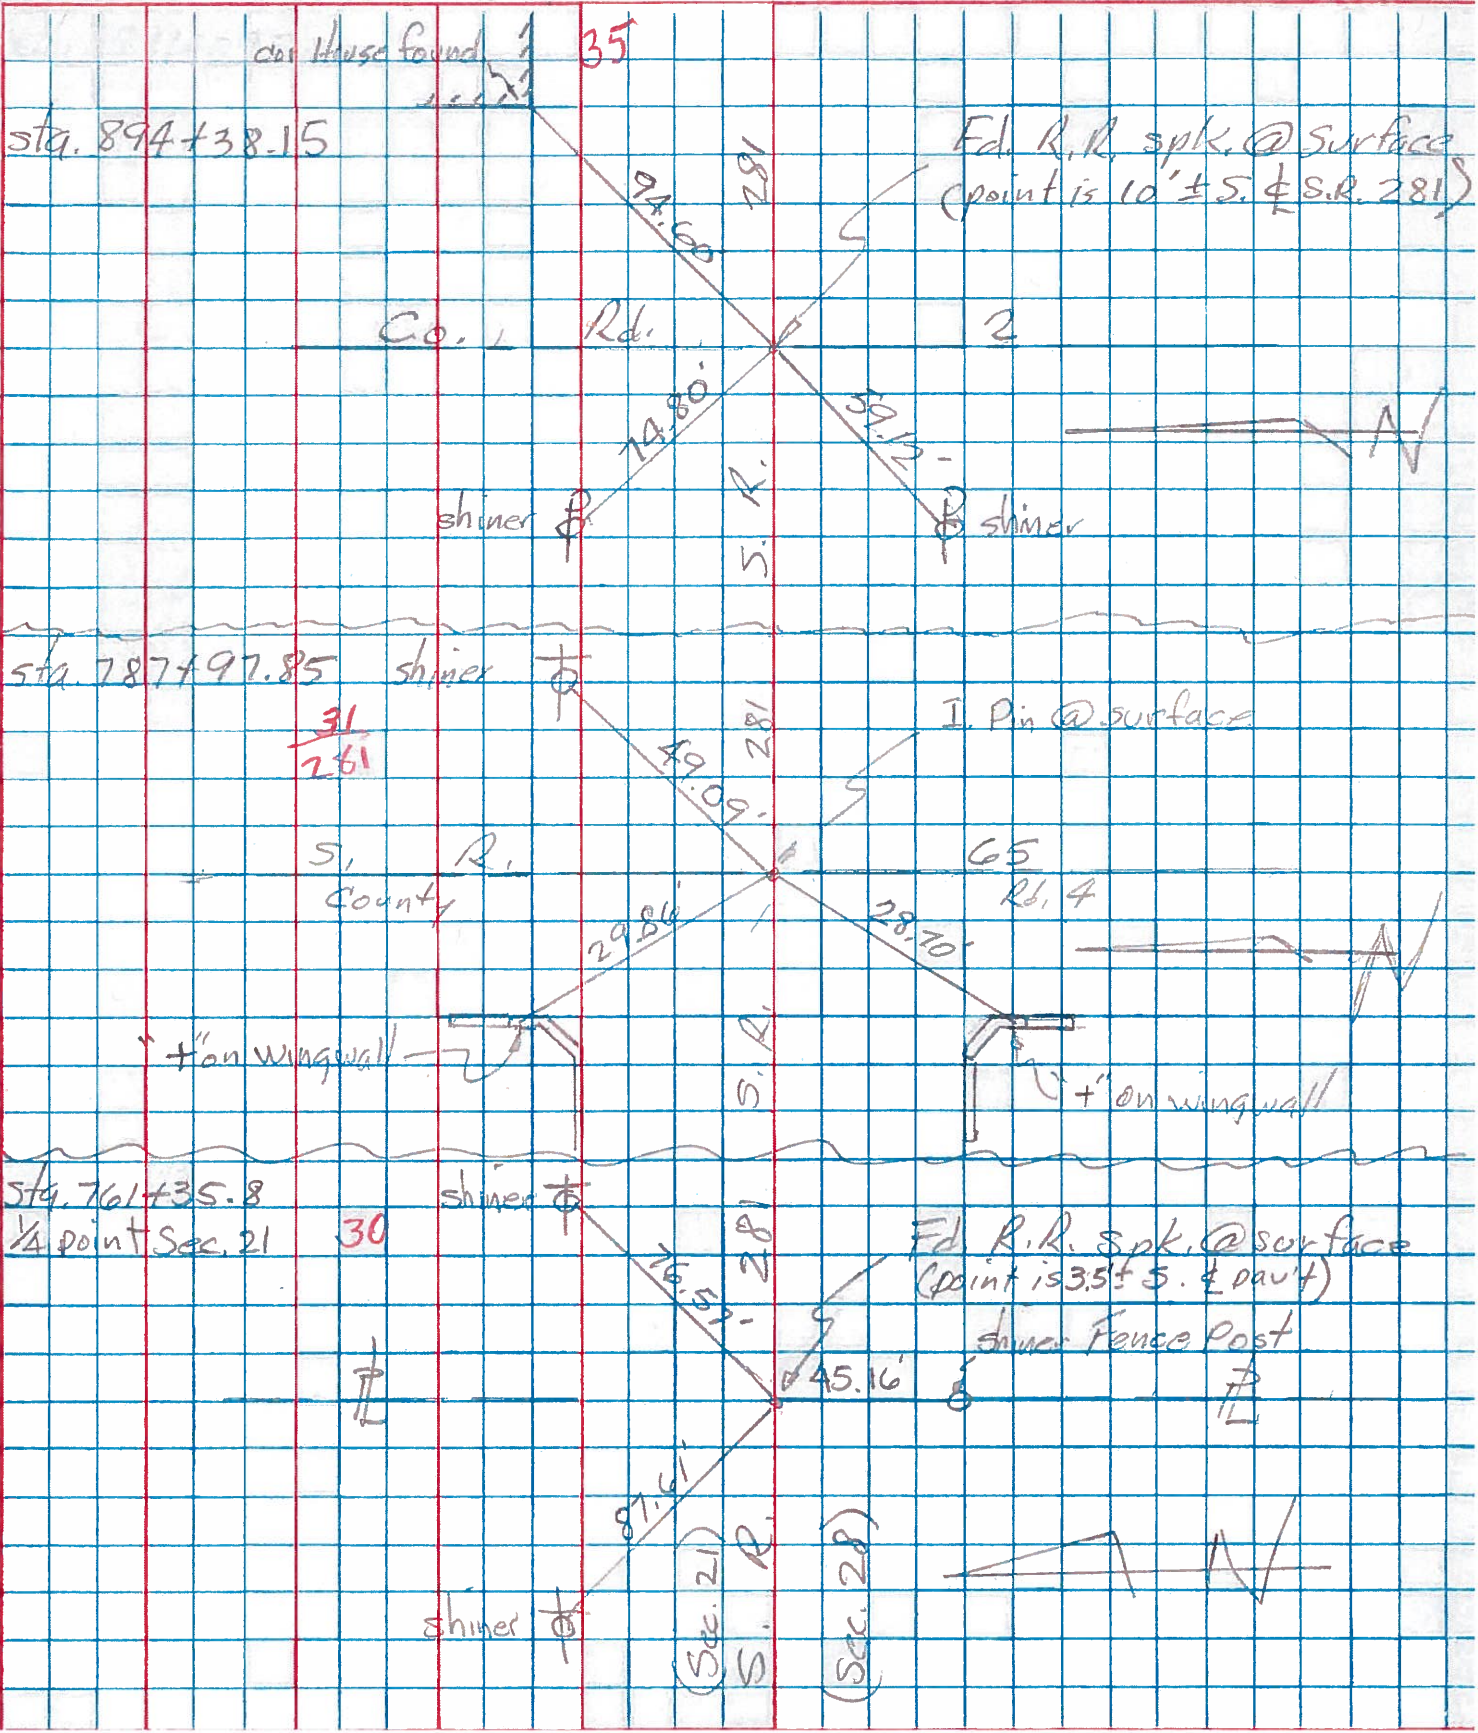 cor House found.
35
sta. 894+38.15
Fd. R.R. spk. @ surface
(point is 10'± S. ℄ S.R. 281)
94.60'
281
Co. Rd. 2
74.80'
59.12'
N
shiner
shiner
S. R.
sta. 787+97.85 shiner
31
261
I. Pin @ surface
281
49.09'
S. R. 65
County Rd. 4
29.86'
28.70'
N
"+" on wingwall
S. R.
"+" on wingwall
sta. 761+35.8
shiner
1/4 point Sec. 21
30
281
Fd R.R. spk. @ surface
(point is 3.5'± S. ℄ pav't)
76.57'
shiner Fence Post
45.16'
℄
PL
87.61'
N
(Sec. 21)
S. R.
(Sec. 28)
shiner